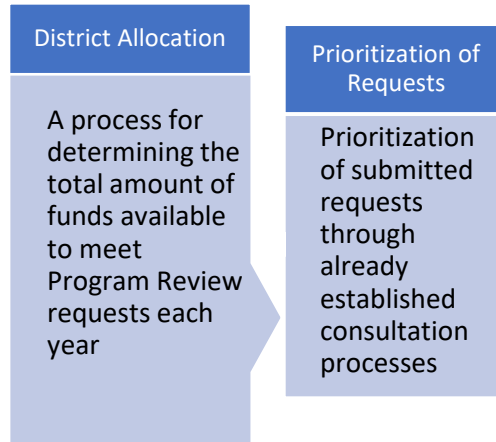 District Allocation
A process for
determining the
total amount of
funds available
to meet
Program Review
requests each
year
Prioritization of
Requests
Prioritization
of submitted
requests
through
already
established
consultation
processes